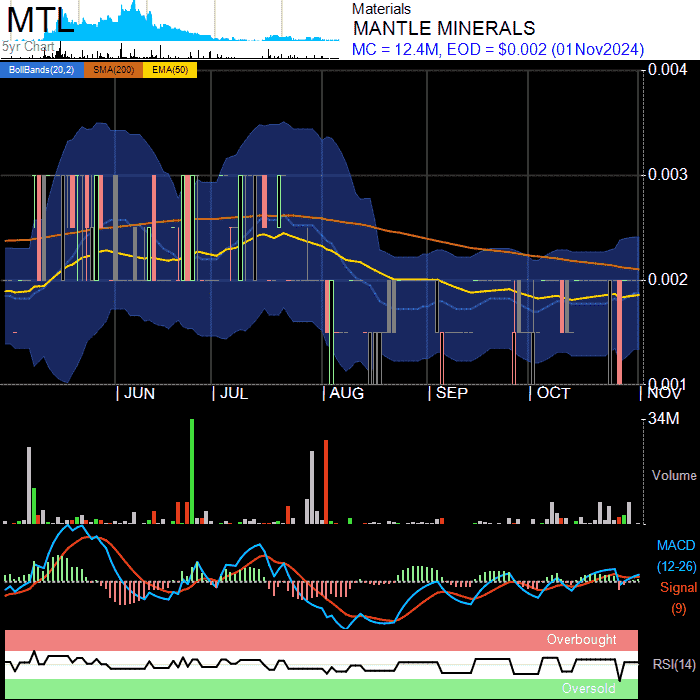 MTL
5yr Chart
Materials
MANTLE MINERALS
MC = 12.4M, EOD = $0.002 (01Nov2024)
BollBands(20,2) SMA(200) EMA(50)
0.004
0.003
0.002
0.001
JUN JUL AUG SEP OCT NOV
34M
Volume
MACD
(12-26)
Signal
(9)
Overbought
RSI(14)
Oversold